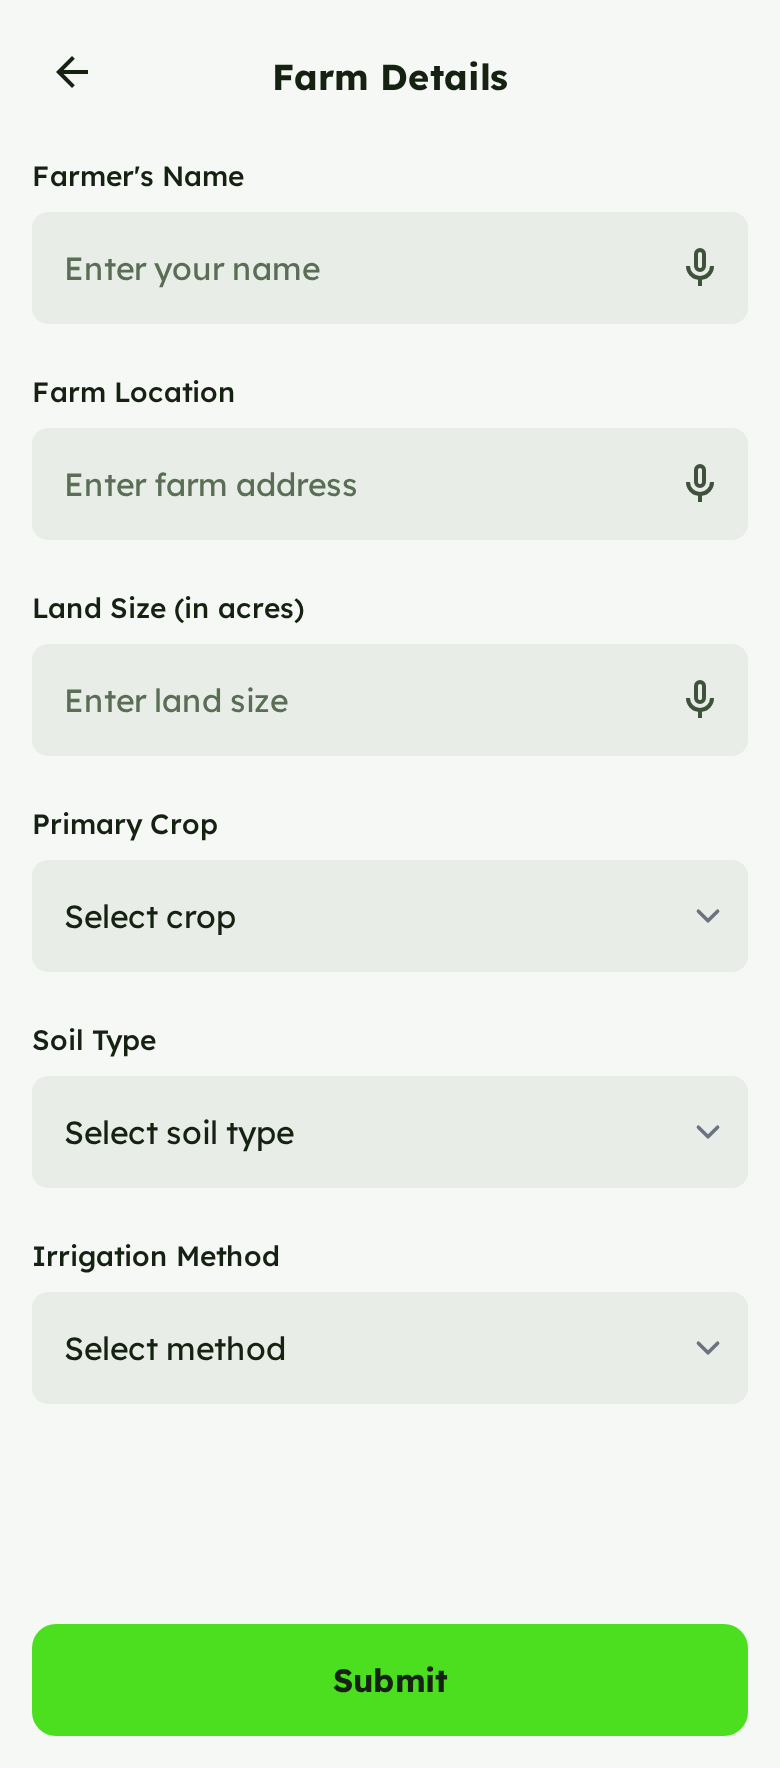 Farm Details
Farmer's Name
Enter your name
Farm Location
Enter farm address
Land Size (in acres)
Enter land size
Primary Crop
Select crop
Soil Type
Select soil type
Irrigation Method
Select method
Submit